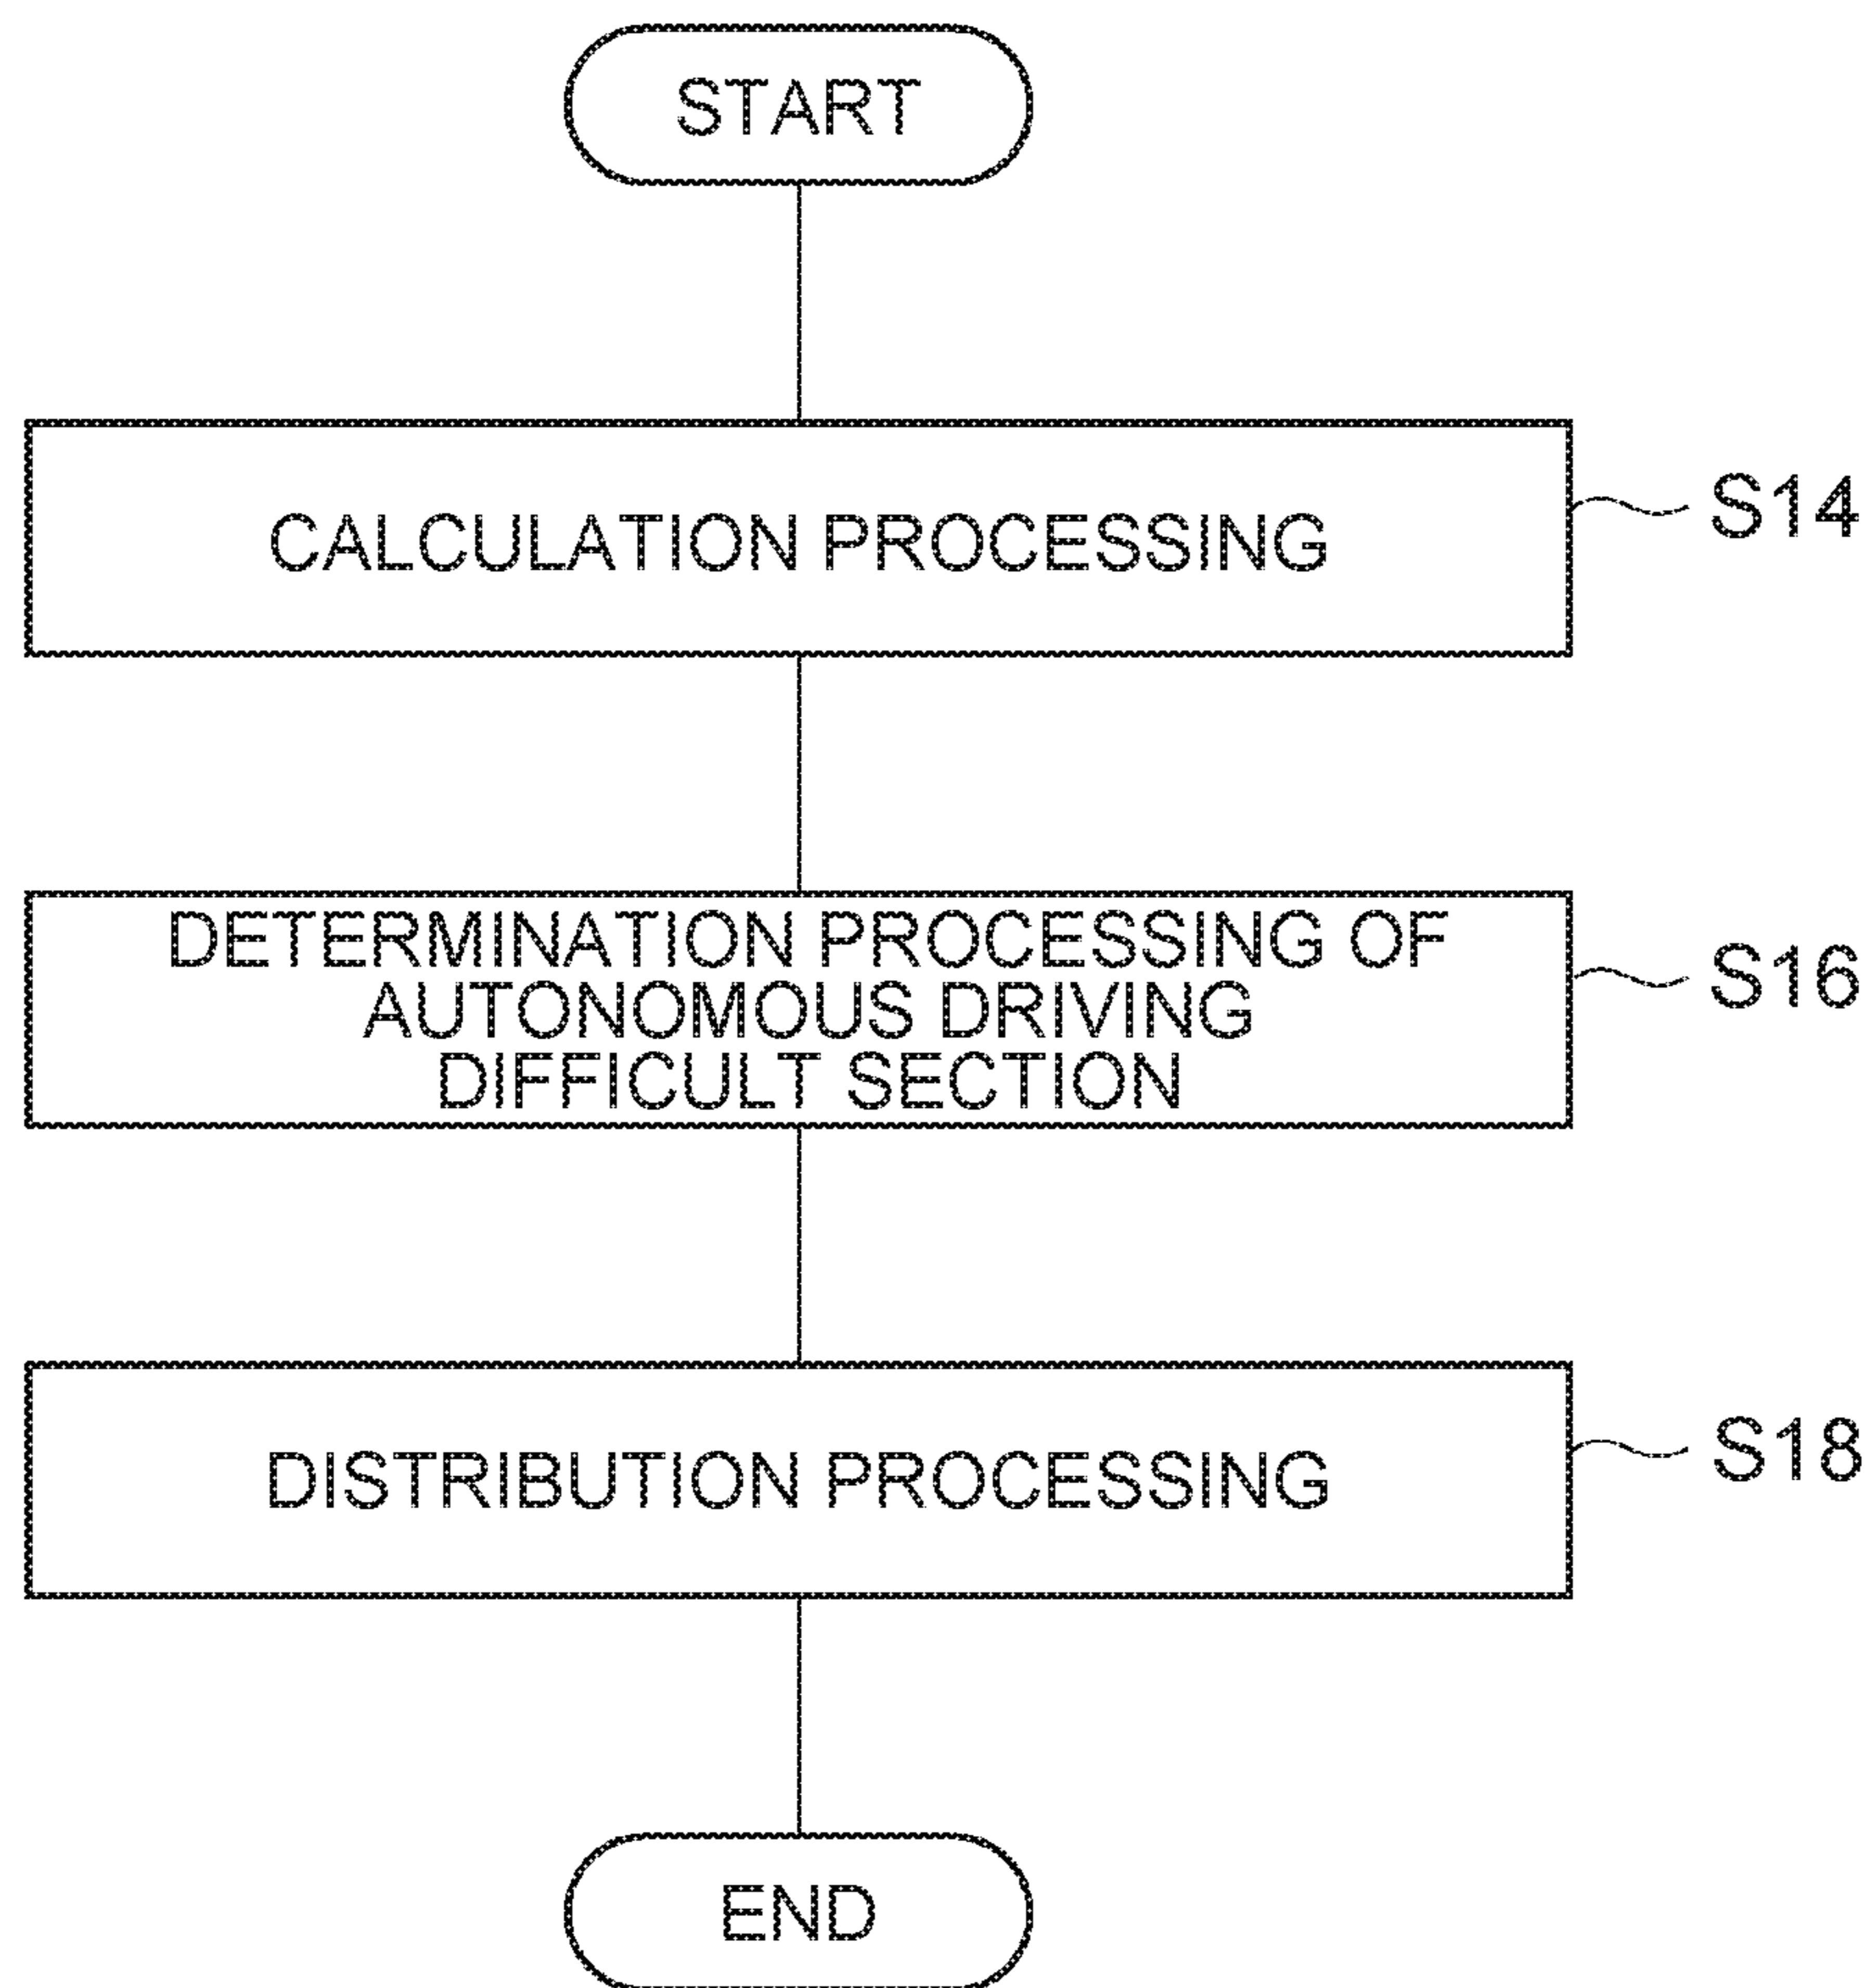 START
CALCULATION PROCESSING
S14
DETERMINATION PROCESSING OF
AUTONOMOUS DRIVING
DIFFICULT SECTION
S16
DISTRIBUTION PROCESSING
S18
END